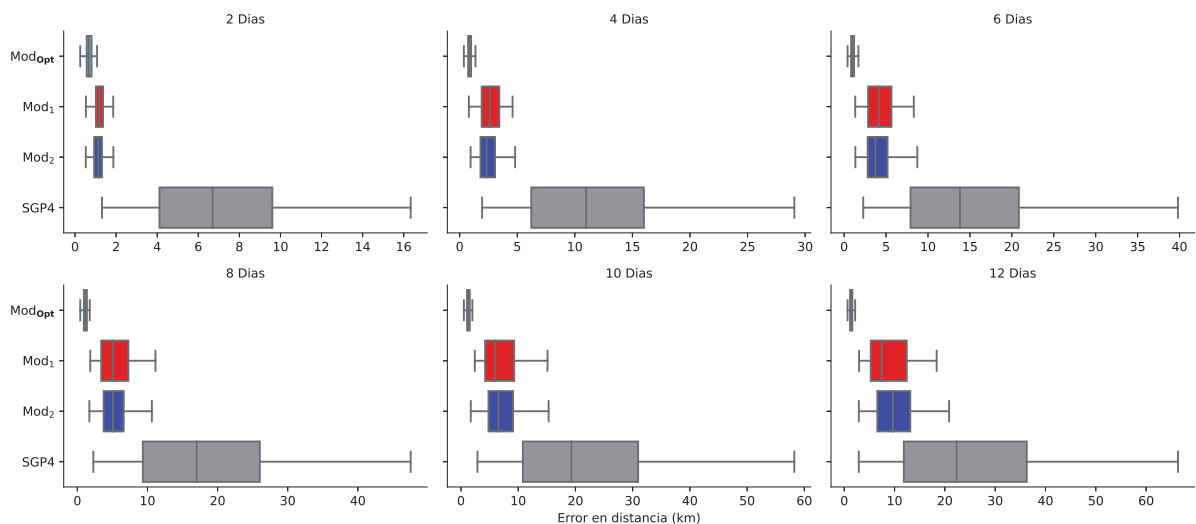 2 Dias
4 Dias
6 Dias
Mod_Opt
Mod_1
Mod_2
SGP4
0 2 4 6 8 10 12 14 16
0 5 10 15 20 25 30
0 5 10 15 20 25 30 35 40
8 Dias
10 Dias
12 Dias
Mod_Opt
Mod_1
Mod_2
SGP4
0 10 20 30 40
0 10 20 30 40 50 60
0 10 20 30 40 50 60
Error en distancia (km)